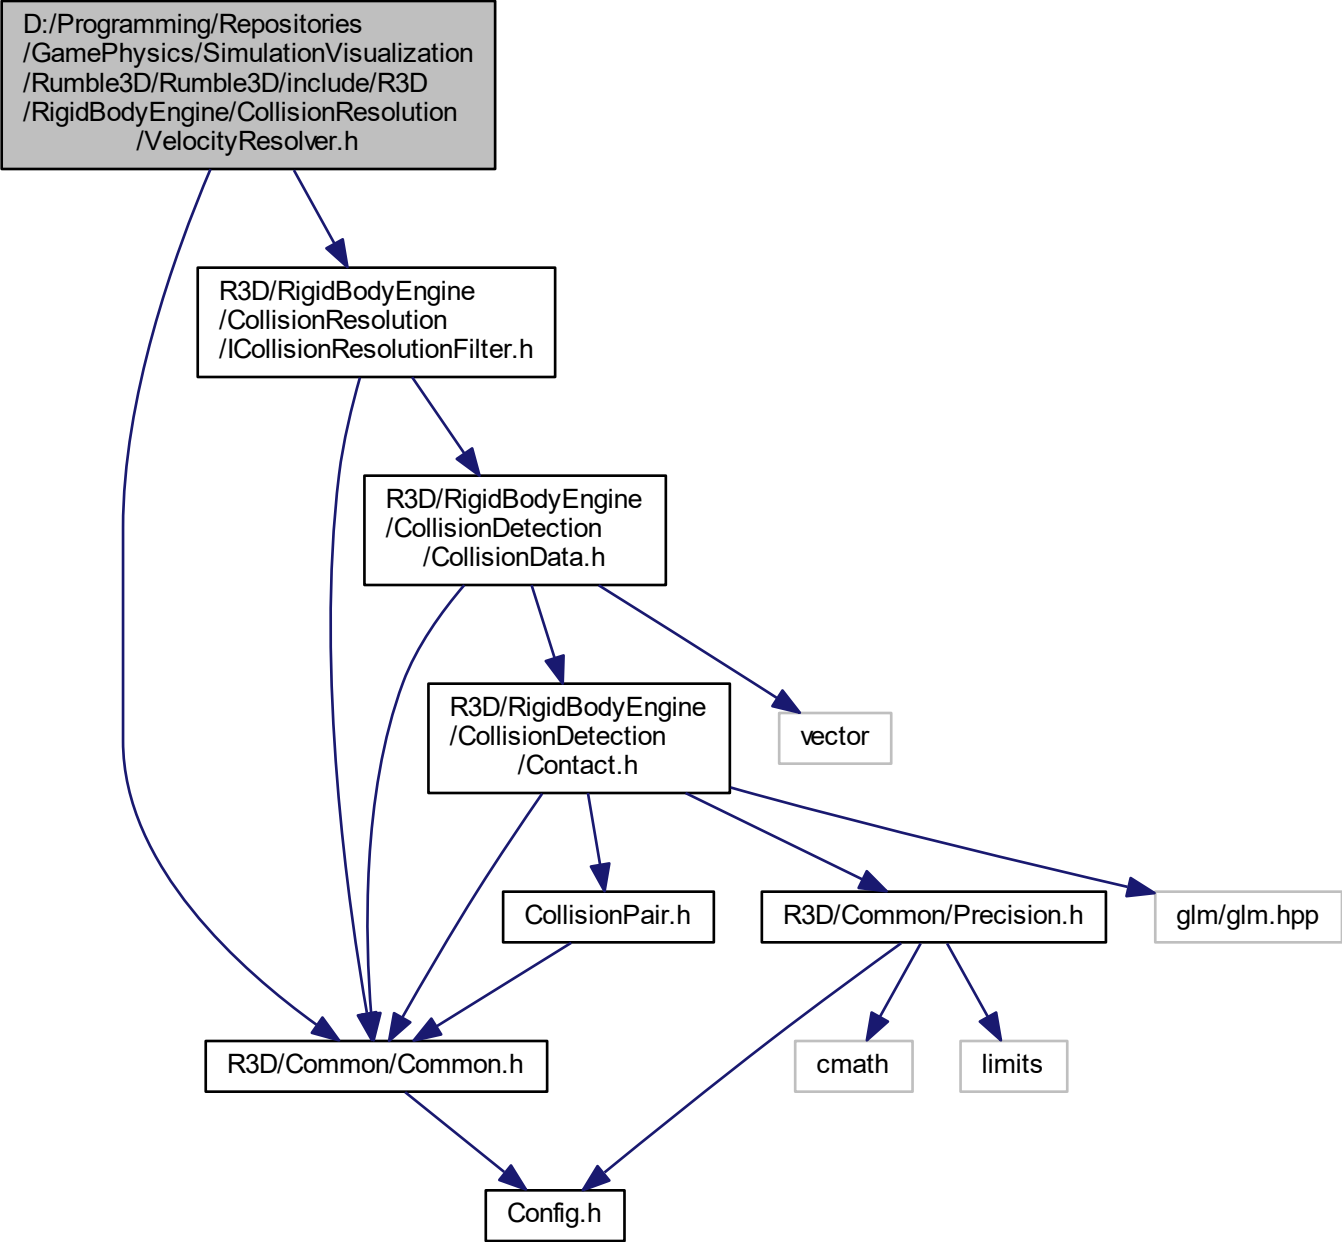 D:/Programming/Repositories
/GamePhysics/SimulationVisualization
/Rumble3D/Rumble3D/include/R3D
/RigidBodyEngine/CollisionResolution
/VelocityResolver.h
R3D/RigidBodyEngine
/CollisionResolution
/ICollisionResolutionFilter.h
R3D/RigidBodyEngine
/CollisionDetection
/CollisionData.h
R3D/RigidBodyEngine
/CollisionDetection
/Contact.h
vector
CollisionPair.h
R3D/Common/Precision.h
glm/glm.hpp
R3D/Common/Common.h
cmath
limits
Config.h